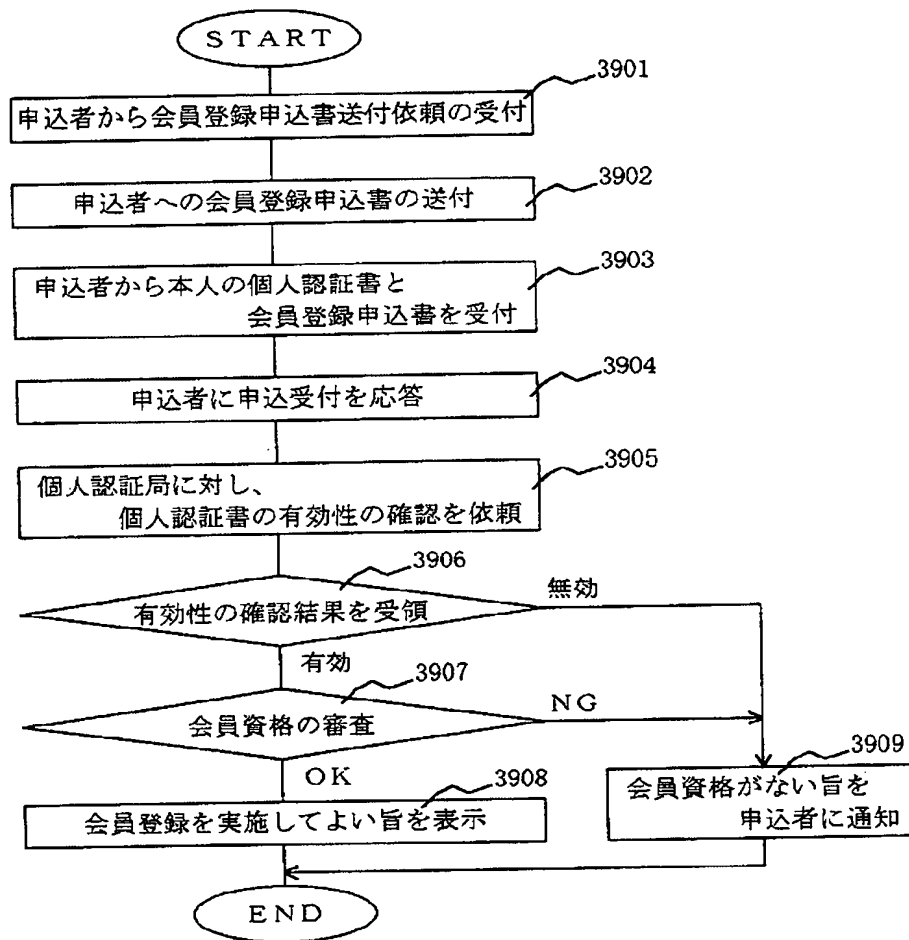 START
3901
申込者から会員登録申込書送付依頼の受付
3902
申込者への会員登録申込書の送付
3903
申込者から本人の個人認証書と
会員登録申込書を受付
3904
申込者に申込受付を応答
3905
個人認証局に対し、
個人認証書の有効性の確認を依頼
3906
有効性の確認結果を受領
無効
有効
3907
会員資格の審査
NG
OK
3908
会員登録を実施してよい旨を表示
3909
会員資格がない旨を
申込者に通知
END